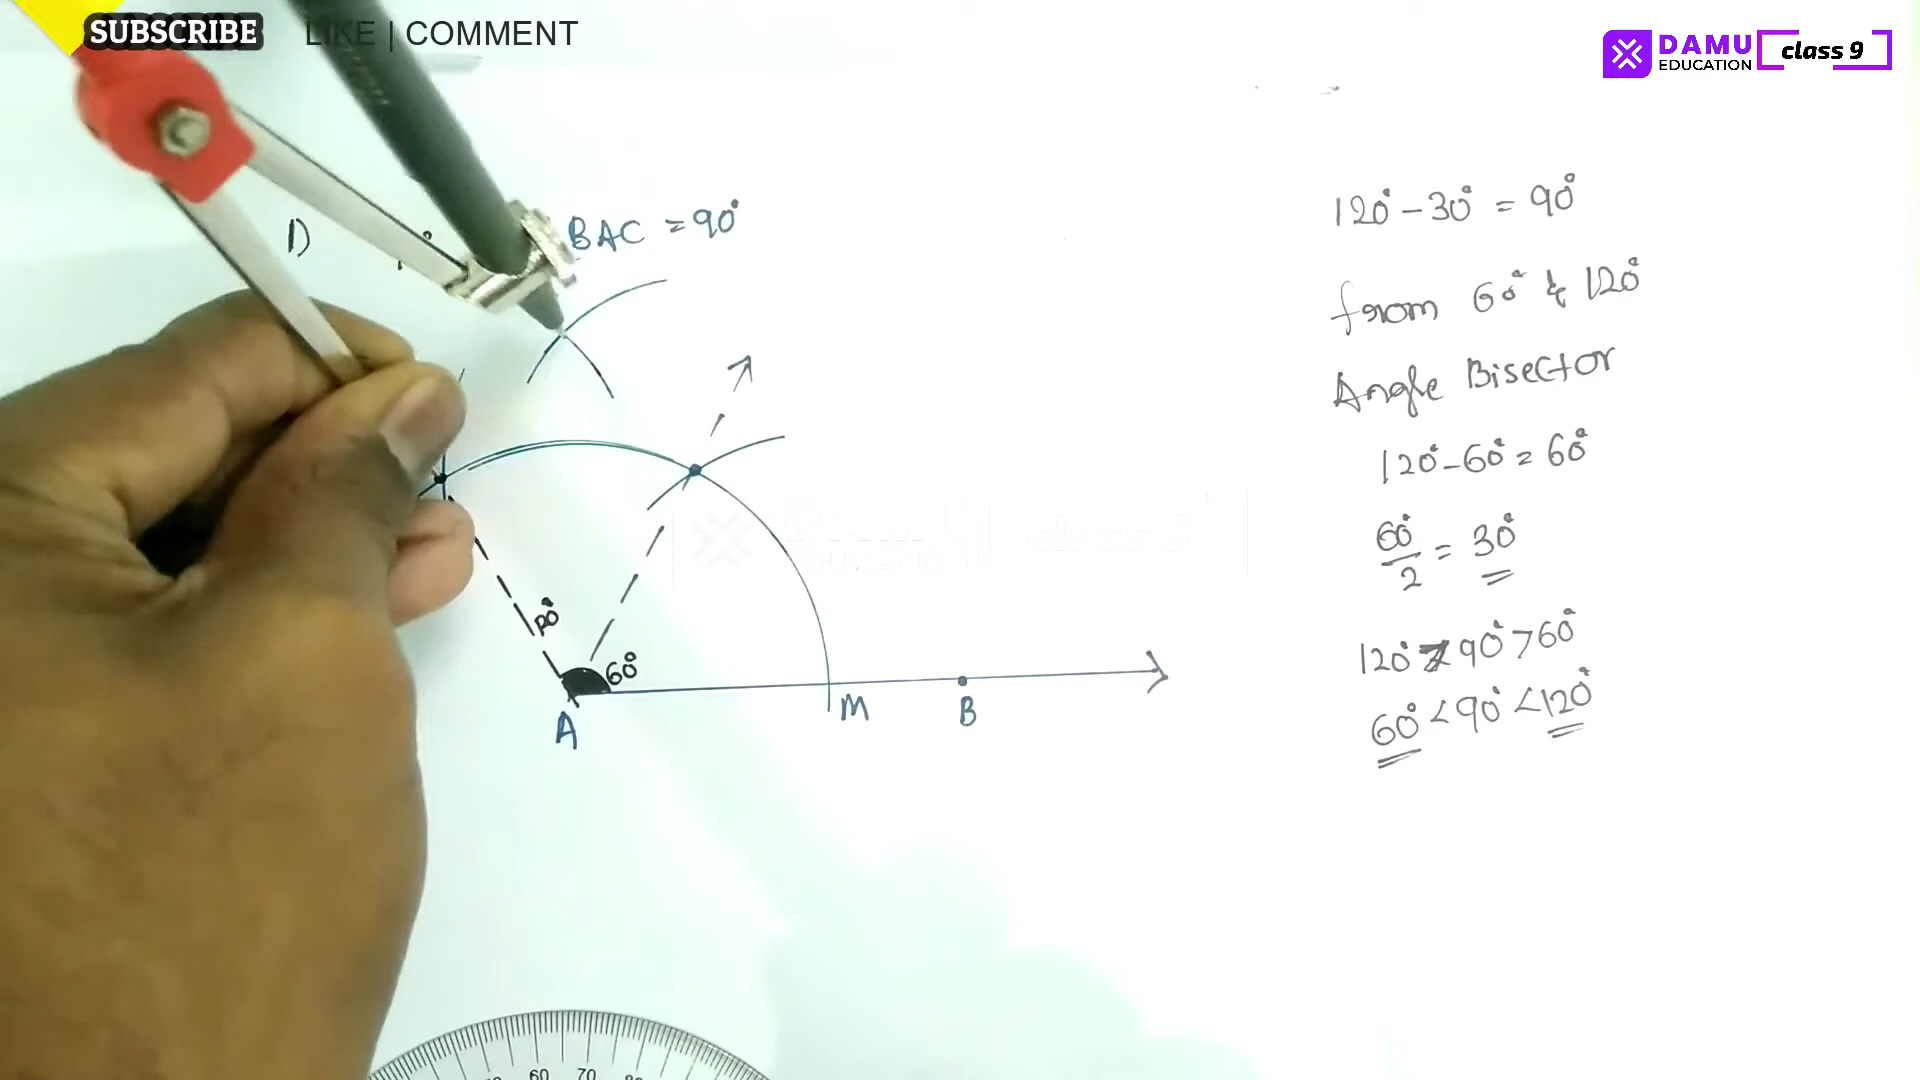 SUBSCRIBE LIKE | COMMENT
DAMU EDUCATION class 9
1) BAC = 90°
120° - 30° = 90°
from 60° & 120°
Angle Bisector
120° - 60° = 60°
60°/2 = 30°
120° > 90° > 60°
60° < 90° < 120°
120°
60°
A M B
60 70